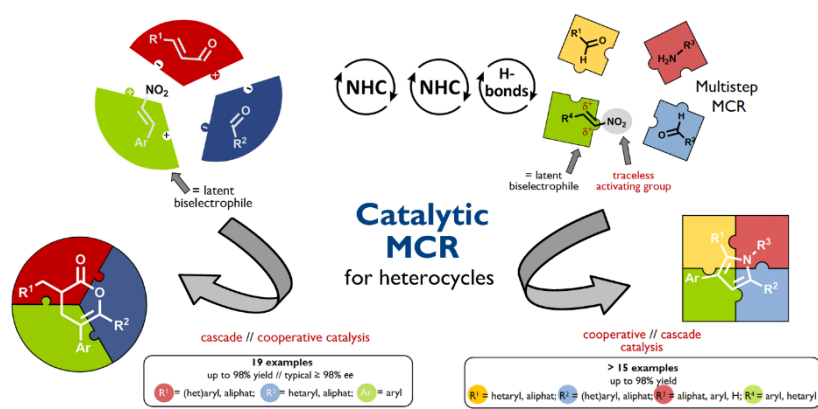 R¹
O
NO₂
Ar
O
R²
= latent
biselectrophile
NHC
NHC
H-
bonds
R¹
O
H
H₂N
R³
Multistep
MCR
R⁴
δ⁺
δ⁺
NO₂
O
H
R²
= latent
biselectrophile
traceless
activating group
Catalytic
MCR
for heterocycles
O
R¹
O
R²
Ar
R¹
R³
N
Ar
R²
cascade // cooperative catalysis
cooperative // cascade
catalysis
19 examples
up to 98% yield // typical ≥ 98% ee
R¹ = (het)aryl, aliphat; R² = hetaryl, aliphat; Ar = aryl
> 15 examples
up to 98% yield
R¹ = hetaryl, aliphat; R² = (het)aryl, aliphat; R³ = aliphat, aryl, H; R⁴ = aryl, hetaryl